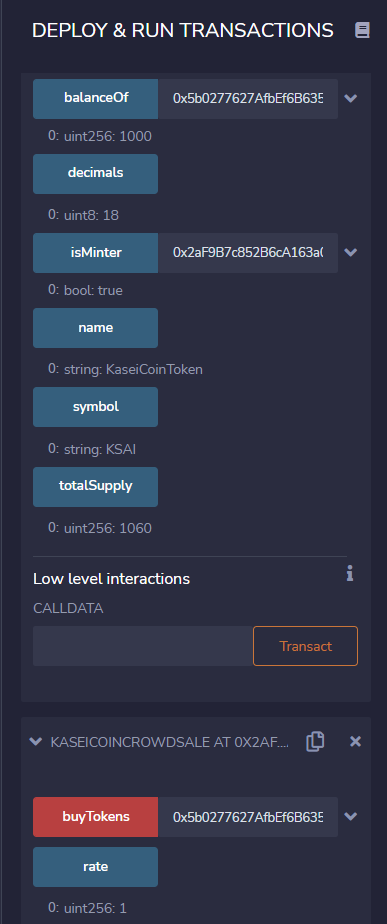 DEPLOY & RUN TRANSACTIONS
balanceOf 0x5b0277627AfbEf6B635
0: uint256: 1000
decimals
0: uint8: 18
isMinter 0x2aF9B7c852B6cA163a0
0: bool: true
name
0: string: KaseiCoinToken
symbol
0: string: KSAI
totalSupply
0: uint256: 1060
Low level interactions
CALLDATA
Transact
KASEICOINCROWDSALE AT 0X2AF....
buyTokens 0x5b0277627AfbEf6B635
rate
0: uint256: 1